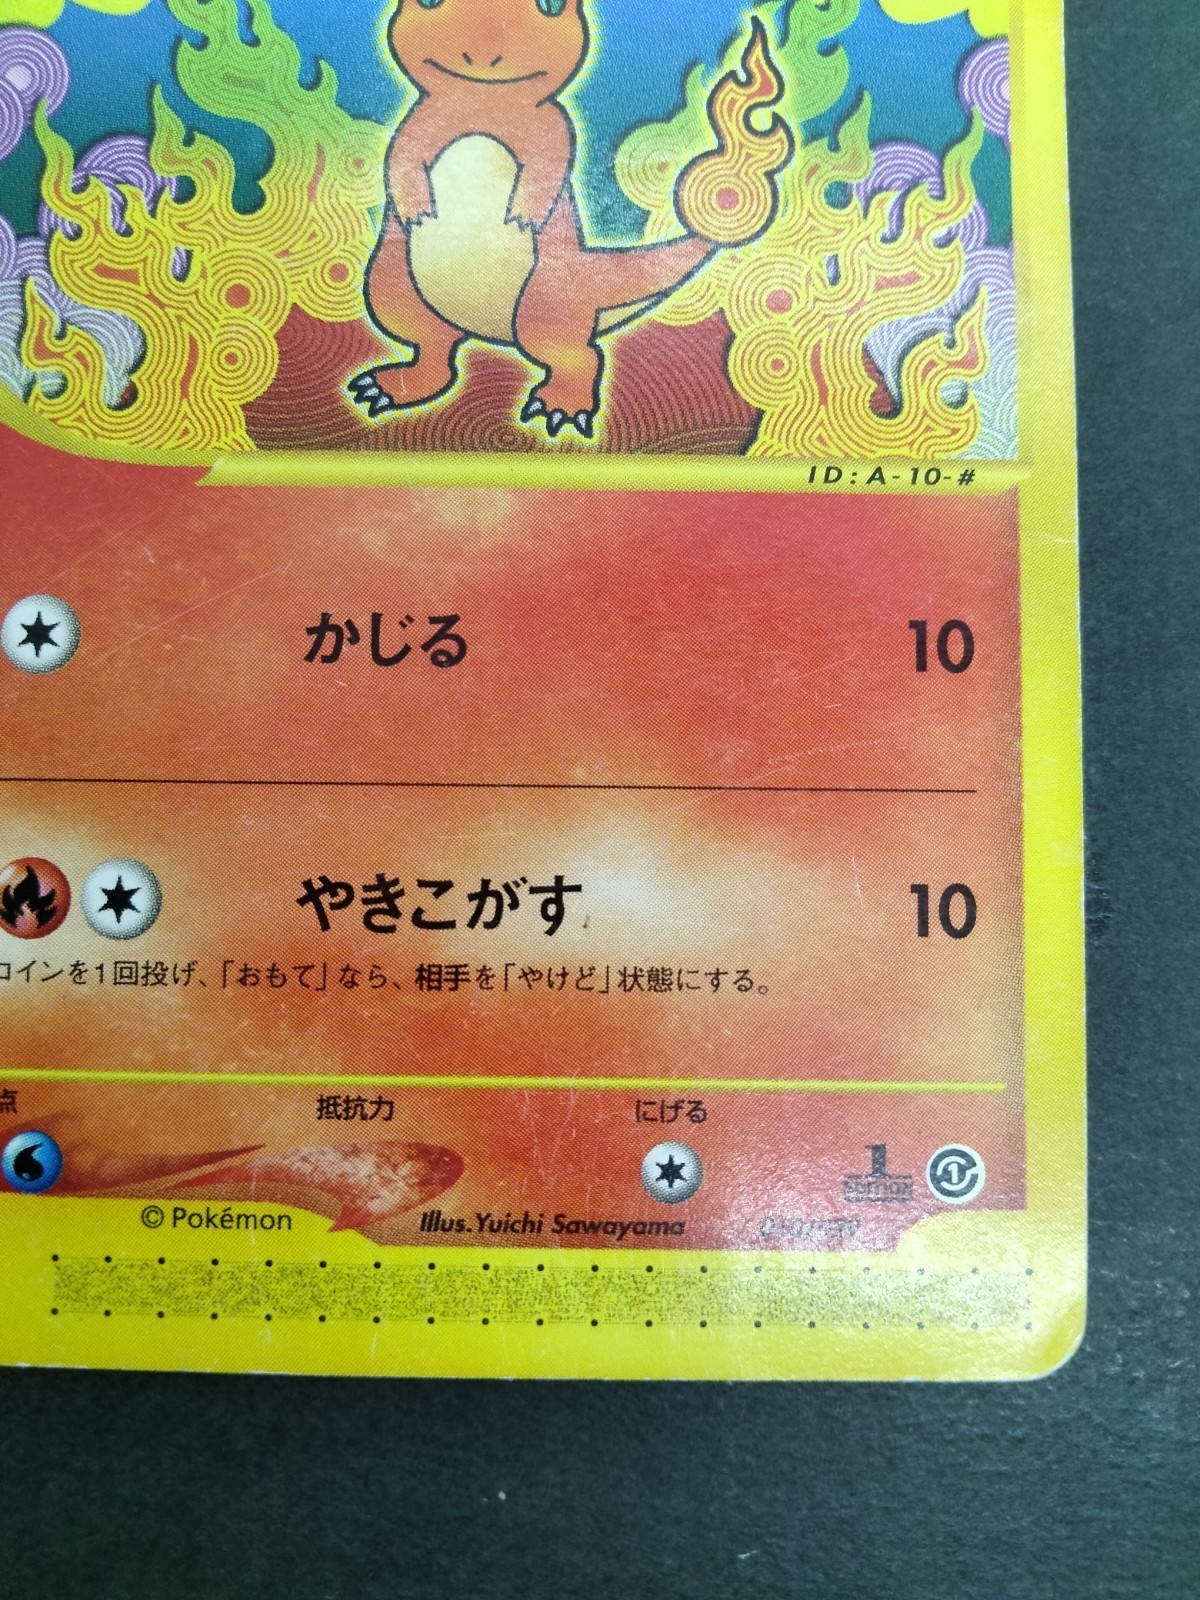 ID:A-10-#
かじる 10
やきこがす 10
コインを1回投げ、「おもて」なら、相手を「やけど」状態にする。
点 抵抗力 にげる
1 EDITION
© Pokémon Illus.Yuichi Sawayama